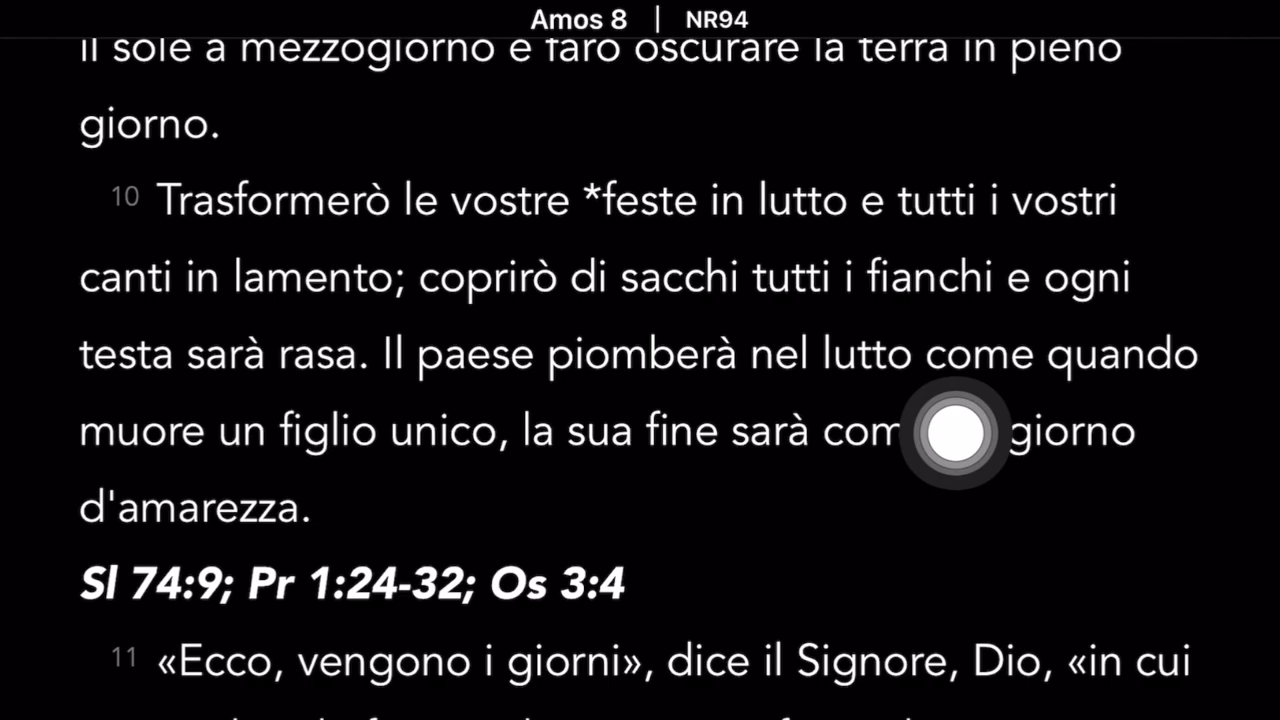 Amos 8 | NR94
il sole a mezzogiorno e farò oscurare la terra in pieno
giorno.
10 Trasformerò le vostre *feste in lutto e tutti i vostri
canti in lamento; coprirò di sacchi tutti i fianchi e ogni
testa sarà rasa. Il paese piomberà nel lutto come quando
muore un figlio unico, la sua fine sarà com giorno
d'amarezza.
Sl 74:9; Pr 1:24-32; Os 3:4
11 «Ecco, vengono i giorni», dice il Signore, Dio, «in cui